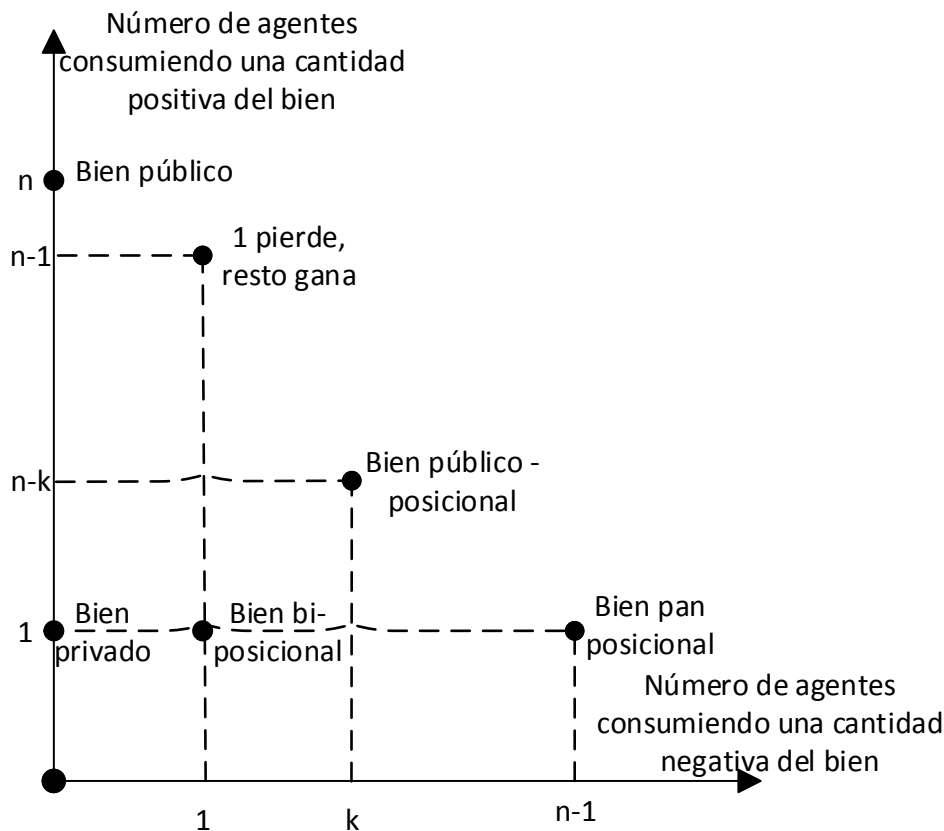 Número de agentes
consumiendo una cantidad
positiva del bien
n
Bien público
n-1
1 pierde,
resto gana
n-k
Bien público -
posicional
1
Bien
privado
Bien bi-
posicional
Bien pan
posicional
Número de agentes
consumiendo una cantidad
negativa del bien
1
k
n-1